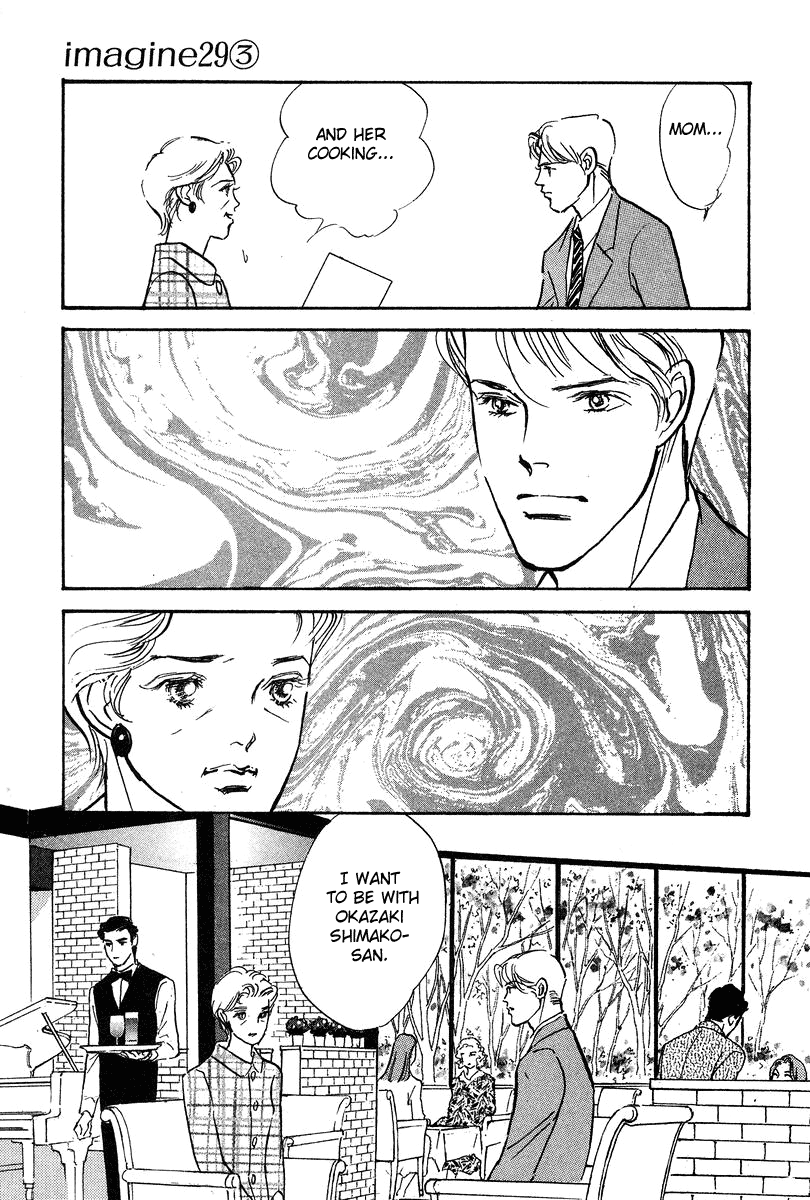 imagine29③
MOM...
AND HER
COOKING...
I WANT
TO BE WITH
OKAZAKI
SHIMAKO-
SAN.